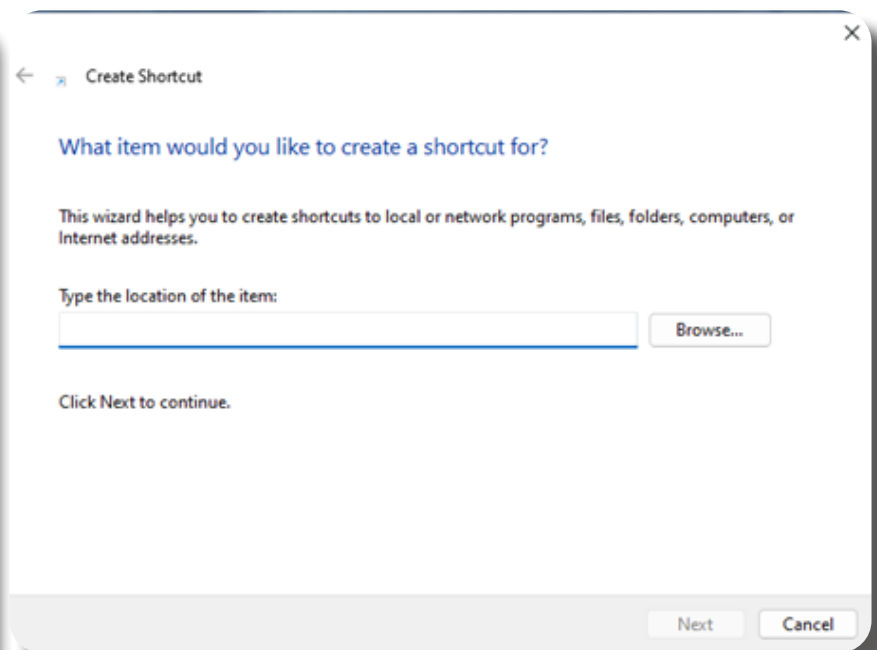 Create Shortcut
What item would you like to create a shortcut for?
This wizard helps you to create shortcuts to local or network programs, files, folders, computers, or
Internet addresses.
Type the location of the item:
Browse...
Click Next to continue.
Next
Cancel